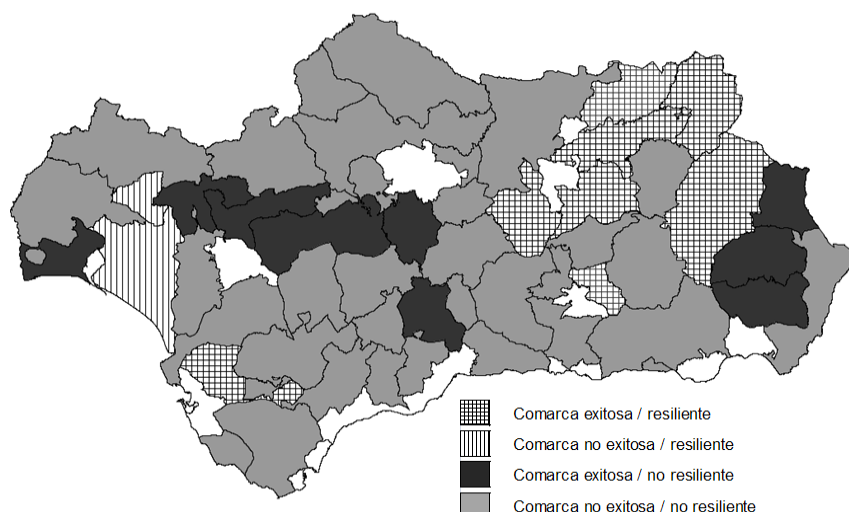 Comarca exitosa / resiliente
Comarca no exitosa / resiliente
Comarca exitosa / no resiliente
Comarca no exitosa / no resiliente